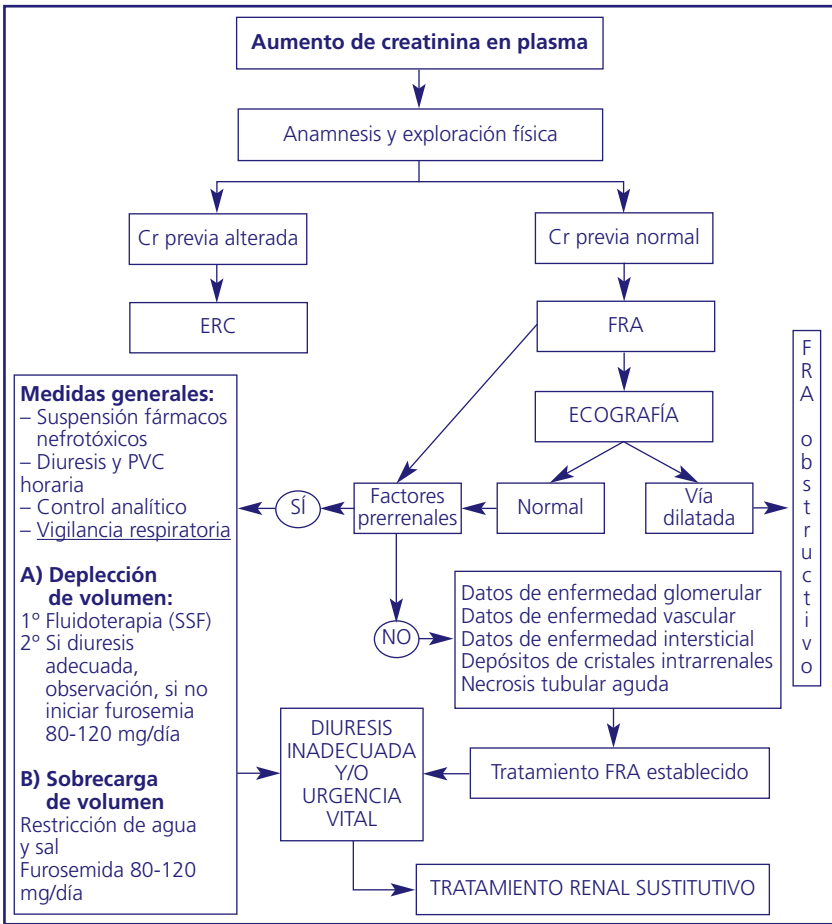 Aumento de creatinina en plasma
Anamnesis y exploración física
Cr previa alterada
Cr previa normal
ERC
FRA
ECOGRAFÍA
Factores
prerrenales
Normal
Vía
dilatada
FRA obstructivo
SÍ
NO
Medidas generales:
– Suspensión fármacos
nefrotóxicos
– Diuresis y PVC
horaria
– Control analítico
– Vigilancia respiratoria
A) Deplección
de volumen:
1º Fluidoterapia (SSF)
2º Si diuresis
adecuada,
observación, si no
iniciar furosemia
80-120 mg/día
B) Sobrecarga
de volumen
Restricción de agua
y sal
Furosemida 80-120
mg/día
Datos de enfermedad glomerular
Datos de enfermedad vascular
Datos de enfermedad intersticial
Depósitos de cristales intrarrenales
Necrosis tubular aguda
DIURESIS
INADECUADA
Y/O
URGENCIA
VITAL
Tratamiento FRA establecido
TRATAMIENTO RENAL SUSTITUTIVO